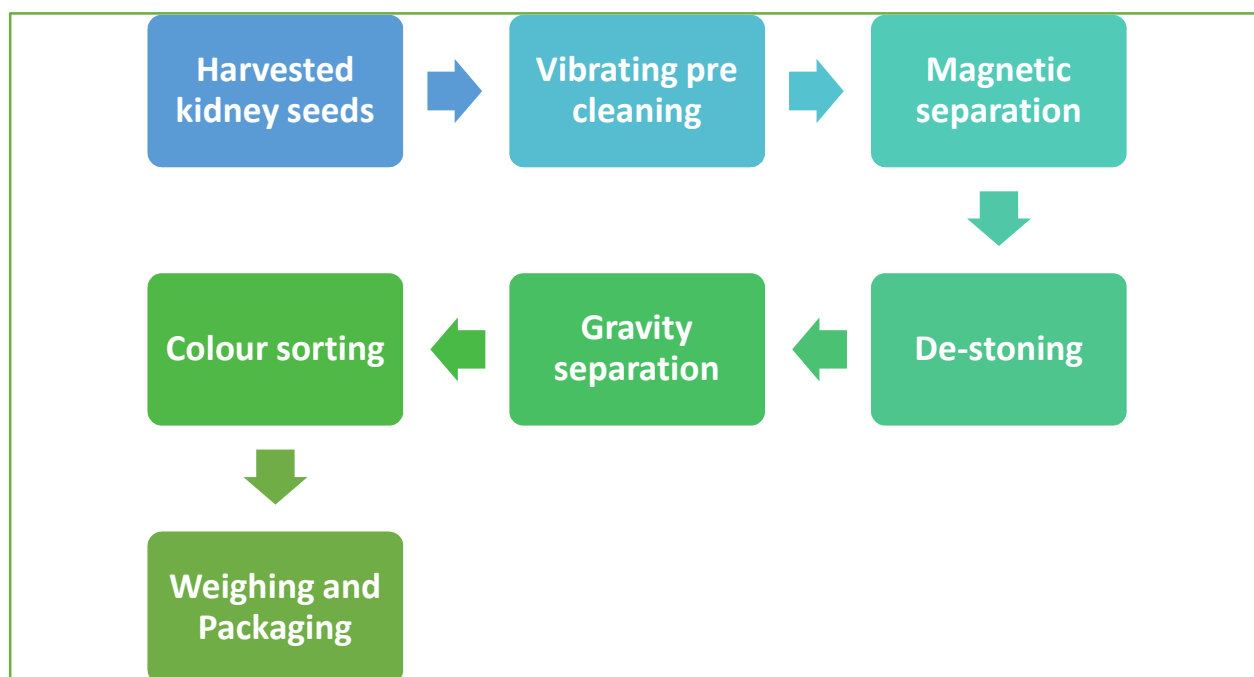 Harvested
kidney seeds
Vibrating pre
cleaning
Magnetic
separation
De-stoning
Gravity
separation
Colour sorting
Weighing and
Packaging